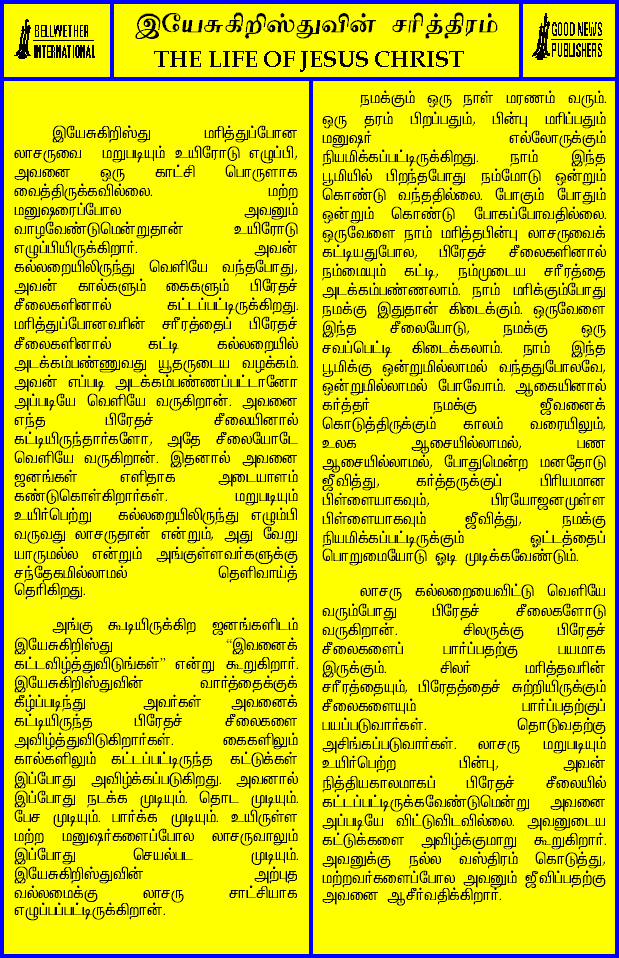 BELLWETHER
INTERNATIONAL
இயேசுகிறிஸ்துவின் சரித்திரம்
THE LIFE OF JESUS CHRIST
GOOD NEWS
PUBLISHERS
இயேசுகிறிஸ்து மரித்துப்போன
லாசருவை மறுபடியும் உயிரோடு எழுப்பி,
அவனை ஒரு காட்சி பொருளாக
வைத்திருக்கவில்லை. மற்ற
மனுஷரைப்போல அவனும்
வாழவேண்டுமென்றுதான் உயிரோடு
எழுப்பியிருக்கிறார். அவன்
கல்லறையிலிருந்து வெளியே வந்தபோது,
அவன் கால்களும் கைகளும் பிரேதச்
சீலைகளினால் கட்டப்பட்டிருக்கிறது.
மரித்துப்போனவரின் சரீரத்தைப் பிரேதச்
சீலைகளினால் கட்டி கல்லறையில்
அடக்கம்பண்ணுவது யூதருடைய வழக்கம்.
அவன் எப்படி அடக்கம்பண்ணப்பட்டானோ
அப்படியே வெளியே வருகிறான். அவனை
எந்த பிரேதச் சீலையினால்
கட்டியிருந்தார்களோ, அதே சீலையோடே
வெளியே வருகிறான். இதனால் அவனை
ஜனங்கள் எளிதாக அடையாளம்
கண்டுகொள்கிறார்கள். மறுபடியும்
உயிர்பெற்று கல்லறையிலிருந்து எழும்பி
வருவது லாசருதான் என்றும், அது வேறு
யாருமல்ல என்றும் அங்குள்ளவர்களுக்கு
சந்தேகமில்லாமல் தெளிவாய்த்
தெரிகிறது.
அங்கு கூடியிருக்கிற ஜனங்களிடம்
இயேசுகிறிஸ்து “இவனைக்
கட்டவிழ்த்துவிடுங்கள்” என்று கூறுகிறார்.
இயேசுகிறிஸ்துவின் வார்த்தைக்குக்
கீழ்ப்படிந்து அவர்கள் அவனைக்
கட்டியிருந்த பிரேதச் சீலைகளை
அவிழ்த்துவிடுகிறார்கள். கைகளிலும்
கால்களிலும் கட்டப்பட்டிருந்த கட்டுக்கள்
இப்போது அவிழ்க்கப்படுகிறது. அவனால்
இப்போது நடக்க முடியும். தொட முடியும்.
பேச முடியும். பார்க்க முடியும். உயிருள்ள
மற்ற மனுஷர்களைப்போல லாசருவாலும்
இப்போது செயல்பட முடியும்.
இயேசுகிறிஸ்துவின் அற்புத
வல்லமைக்கு லாசரு சாட்சியாக
எழுப்பப்பட்டிருக்கிறான்.
நமக்கும் ஒரு நாள் மரணம் வரும்.
ஒரு தரம் பிறப்பதும், பின்பு மரிப்பதும்
மனுஷர் எல்லோருக்கும்
நியமிக்கப்பட்டிருக்கிறது. நாம் இந்த
பூமியில் பிறந்தபோது நம்மோடு ஒன்றும்
கொண்டு வந்ததில்லை. போகும் போதும்
ஒன்றும் கொண்டு போகப்போவதில்லை.
ஒருவேளை நாம் மரித்தபின்பு லாசருவைக்
கட்டியதுபோல, பிரேதச் சீலைகளினால்
நம்மையும் கட்டி, நம்முடைய சரீரத்தை
அடக்கம்பண்ணலாம். நாம் மரிக்கும்போது
நமக்கு இதுதான் கிடைக்கும். ஒருவேளை
இந்த சீலையோடு, நமக்கு ஒரு
சவப்பெட்டி கிடைக்கலாம். நாம் இந்த
பூமிக்கு ஒன்றுமில்லாமல் வந்ததுபோலவே,
ஒன்றுமில்லாமல் போவோம். ஆகையினால்
கர்த்தர் நமக்கு ஜீவனைக்
கொடுத்திருக்கும் காலம் வரையிலும்,
உலக ஆசையில்லாமல், பண
ஆசையில்லாமல், போதுமென்ற மனதோடு
ஜீவித்து, கர்த்தருக்குப் பிரியமான
பிள்ளையாகவும், பிரயோஜனமுள்ள
பிள்ளையாகவும் ஜீவித்து, நமக்கு
நியமிக்கப்பட்டிருக்கும் ஓட்டத்தைப்
பொறுமையோடு ஓடி முடிக்கவேண்டும்.
லாசரு கல்லறையைவிட்டு வெளியே
வரும்போது பிரேதச் சீலைகளோடு
வருகிறான். சிலருக்கு பிரேதச்
சீலைகளைப் பார்ப்பதற்கு பயமாக
இருக்கும். சிலர் மரித்தவரின்
சரீரத்தையும், பிரேதத்தைச் சுற்றியிருக்கும்
சீலைகளையும் பார்ப்பதற்குப்
பயப்படுவார்கள். தொடுவதற்கு
அசிங்கப்படுவார்கள். லாசரு மறுபடியும்
உயிர்பெற்ற பின்பு, அவன்
நித்தியகாலமாகப் பிரேதச் சீலையில்
கட்டப்பட்டிருக்கவேண்டுமென்று அவனை
அப்படியே விட்டுவிடவில்லை. அவனுடைய
கட்டுக்களை அவிழ்க்குமாறு கூறுகிறார்.
அவனுக்கு நல்ல வஸ்திரம் கொடுத்து,
மற்றவர்களைப்போல அவனும் ஜீவிப்பதற்கு
அவனை ஆசீர்வதிக்கிறார்.